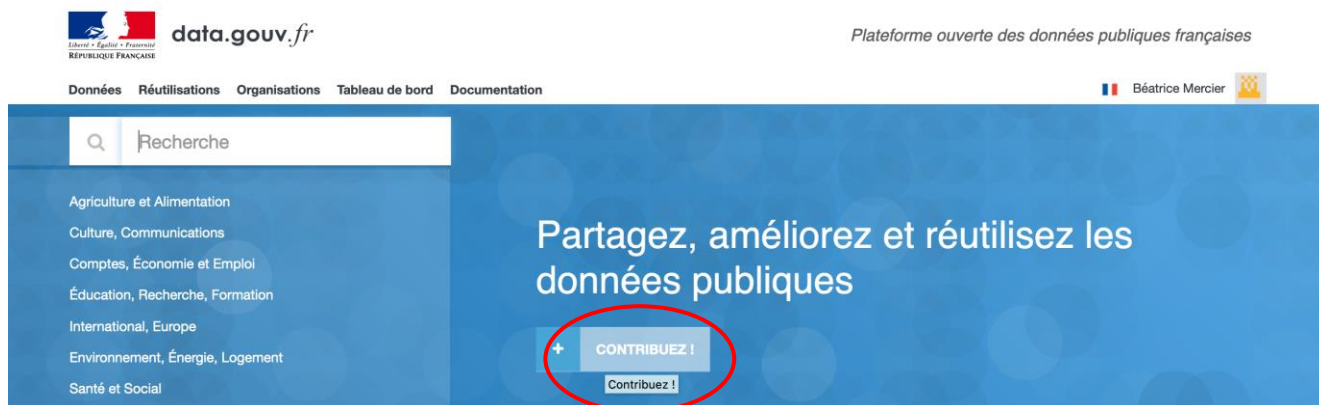 Liberté • Égalité • Fraternité
RÉPUBLIQUE FRANÇAISE
data.gouv.fr
Plateforme ouverte des données publiques françaises
Données Réutilisations Organisations Tableau de bord Documentation
Béatrice Mercier
Recherche
Agriculture et Alimentation
Culture, Communications
Comptes, Économie et Emploi
Éducation, Recherche, Formation
International, Europe
Environnement, Énergie, Logement
Santé et Social
Partagez, améliorez et réutilisez les
données publiques
+ CONTRIBUEZ !
Contribuez !